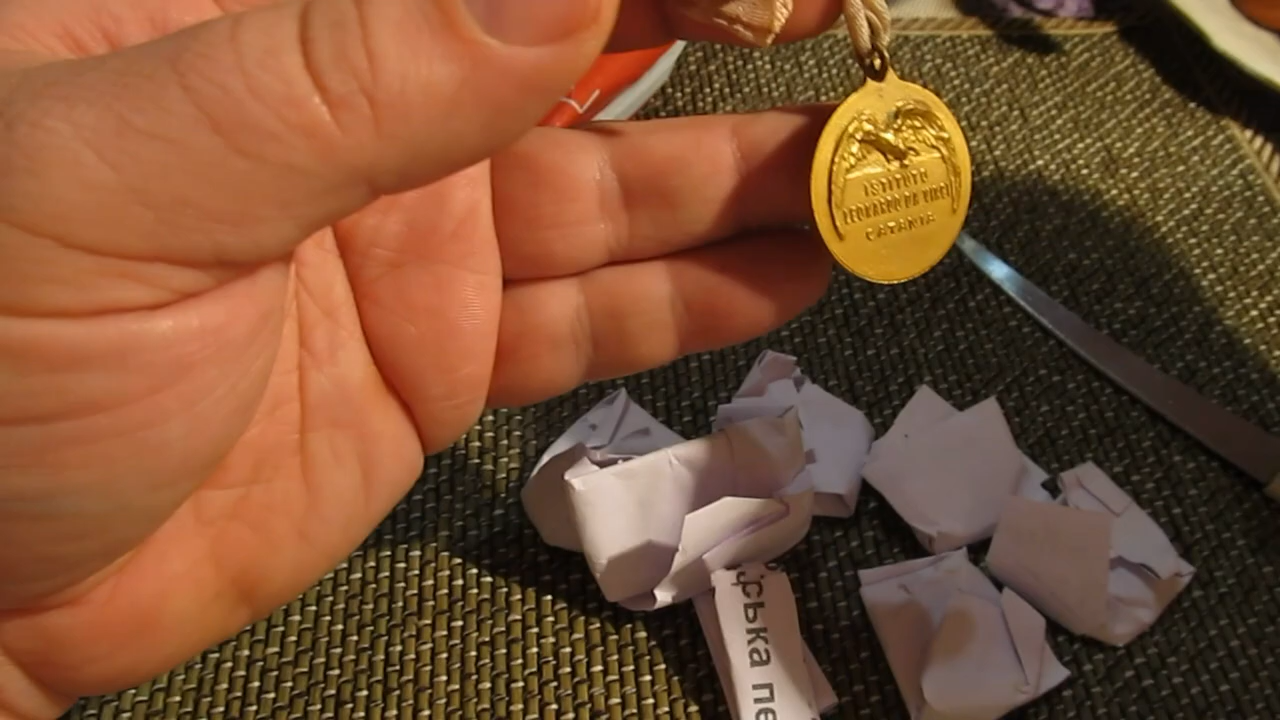 ISTITUTO
LEONARDO DA VINCI
CATANIA
ська пе